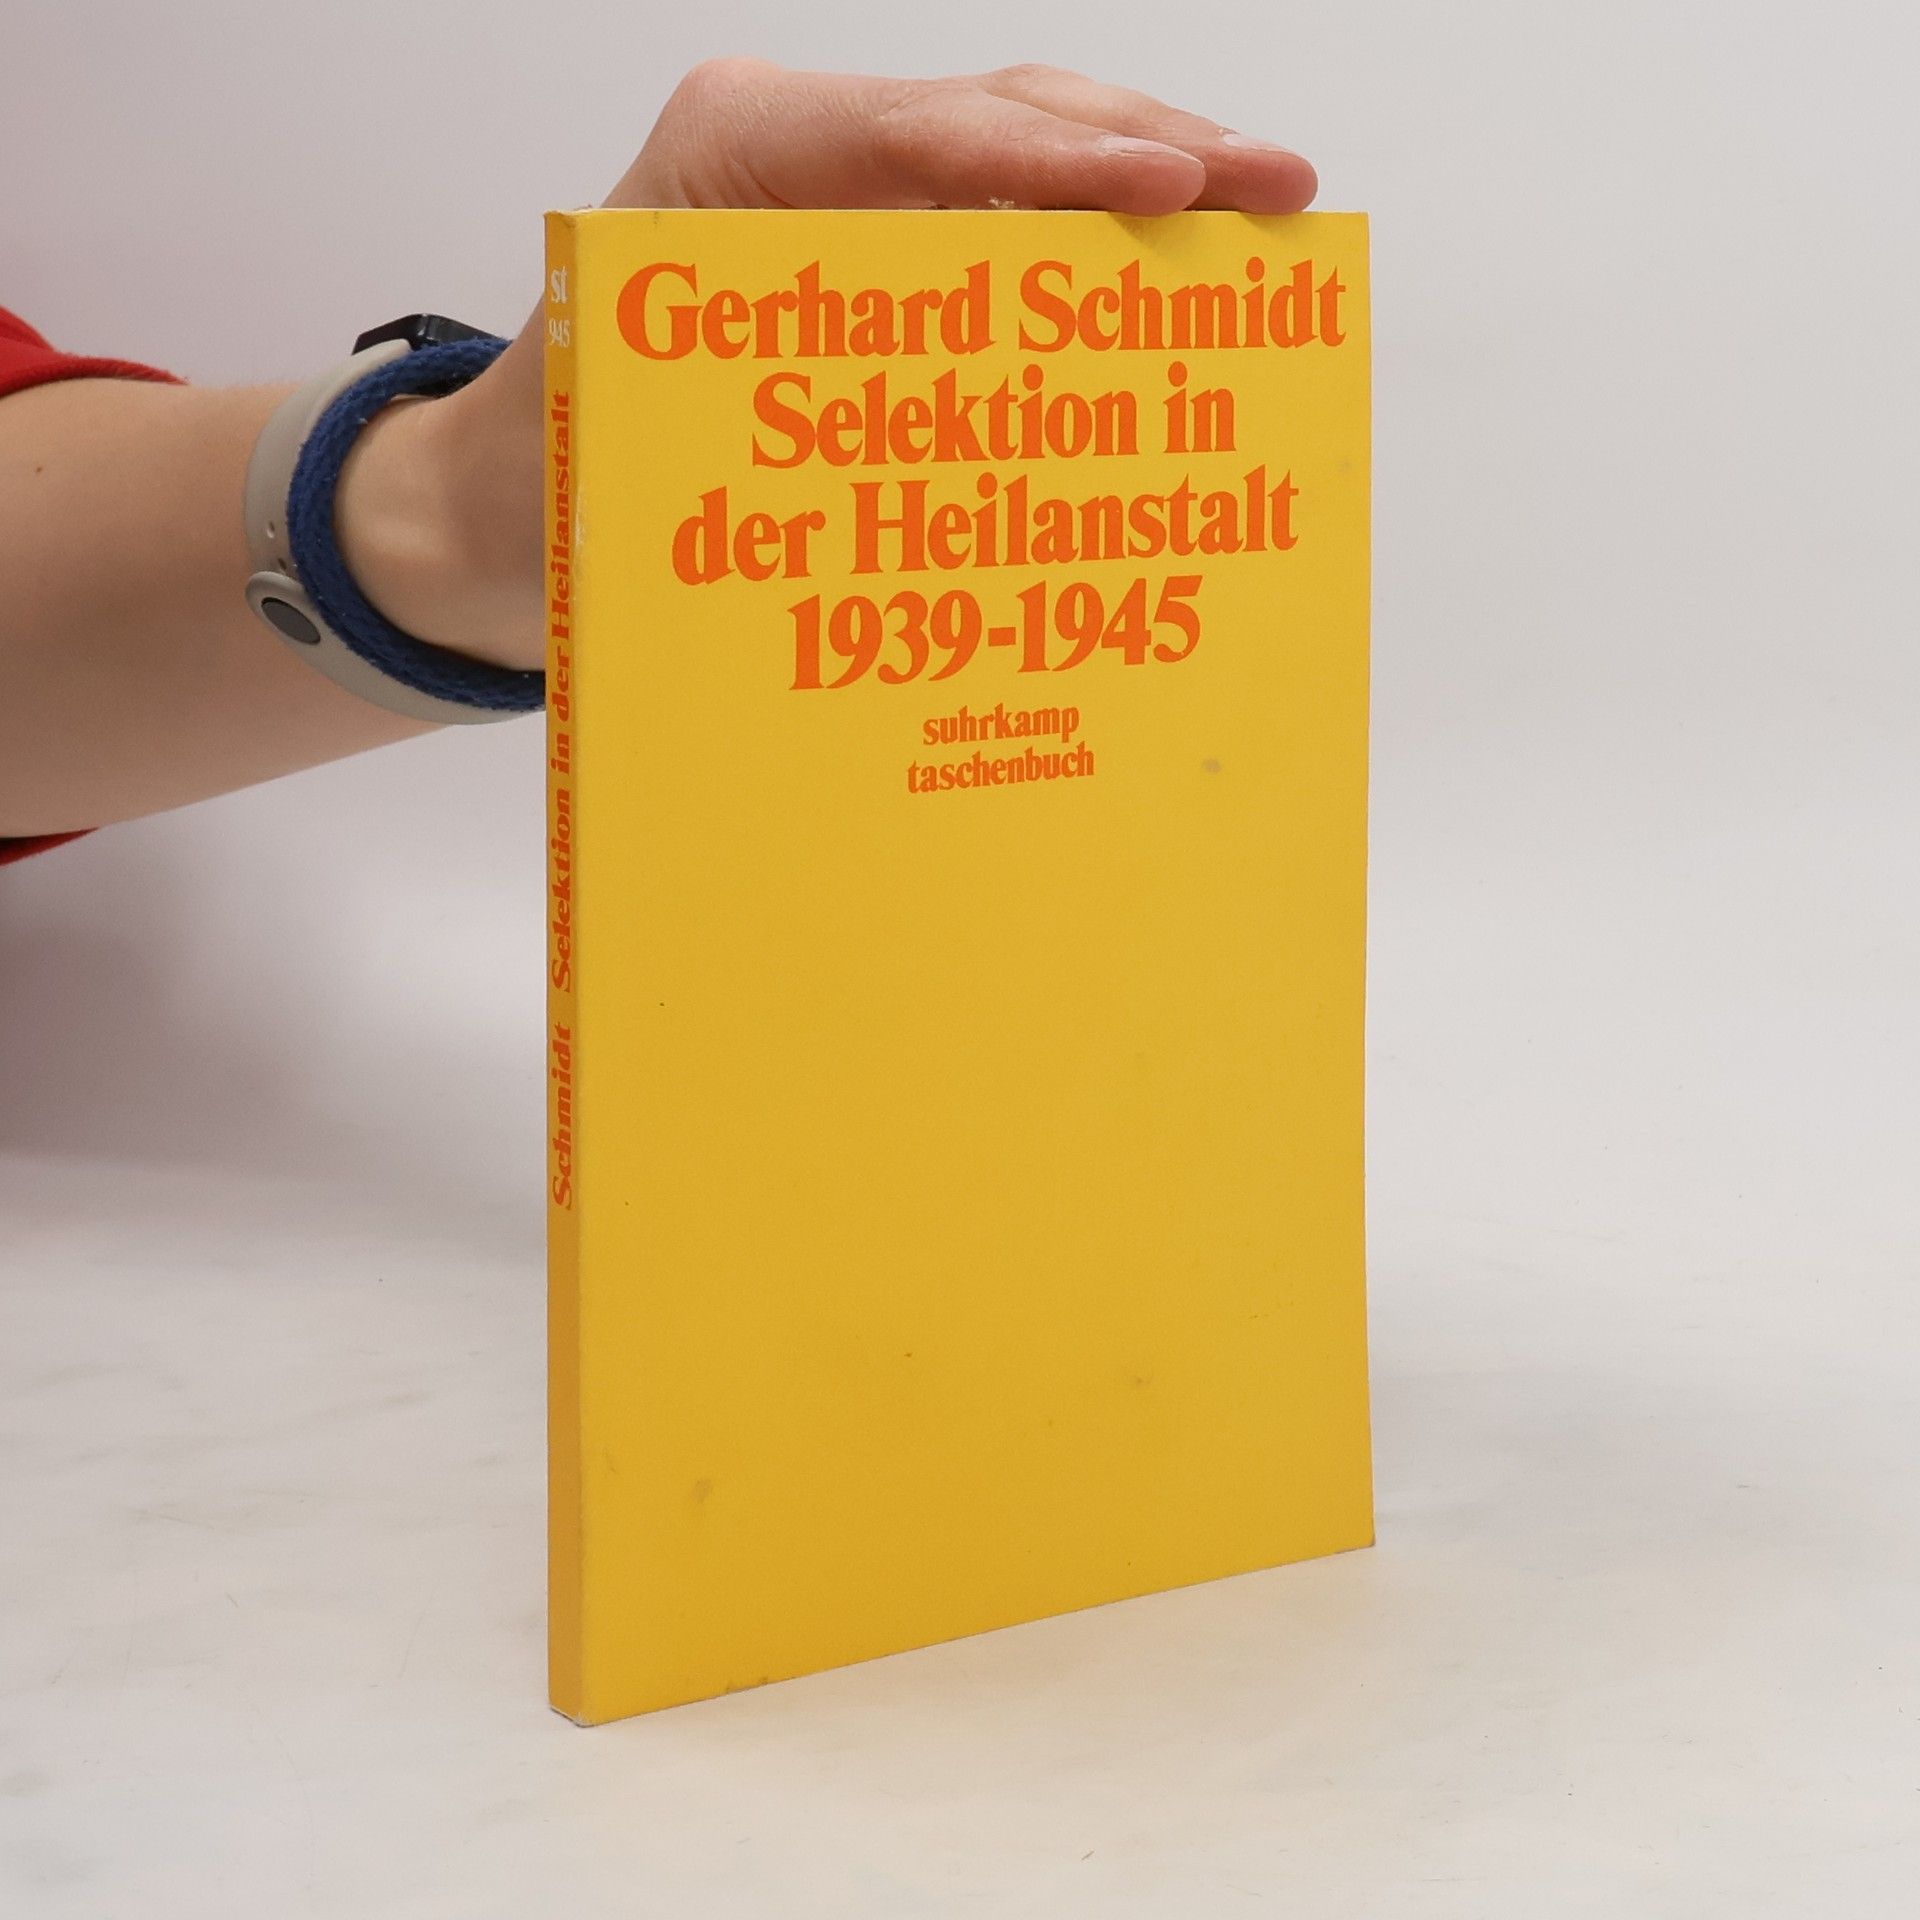 Gerhard Schmidt
Selektion in
der Heilanstalt
1939-1945
suhrkamp
taschenbuch
st
945
Schmidt Selektion in der Heilanstalt